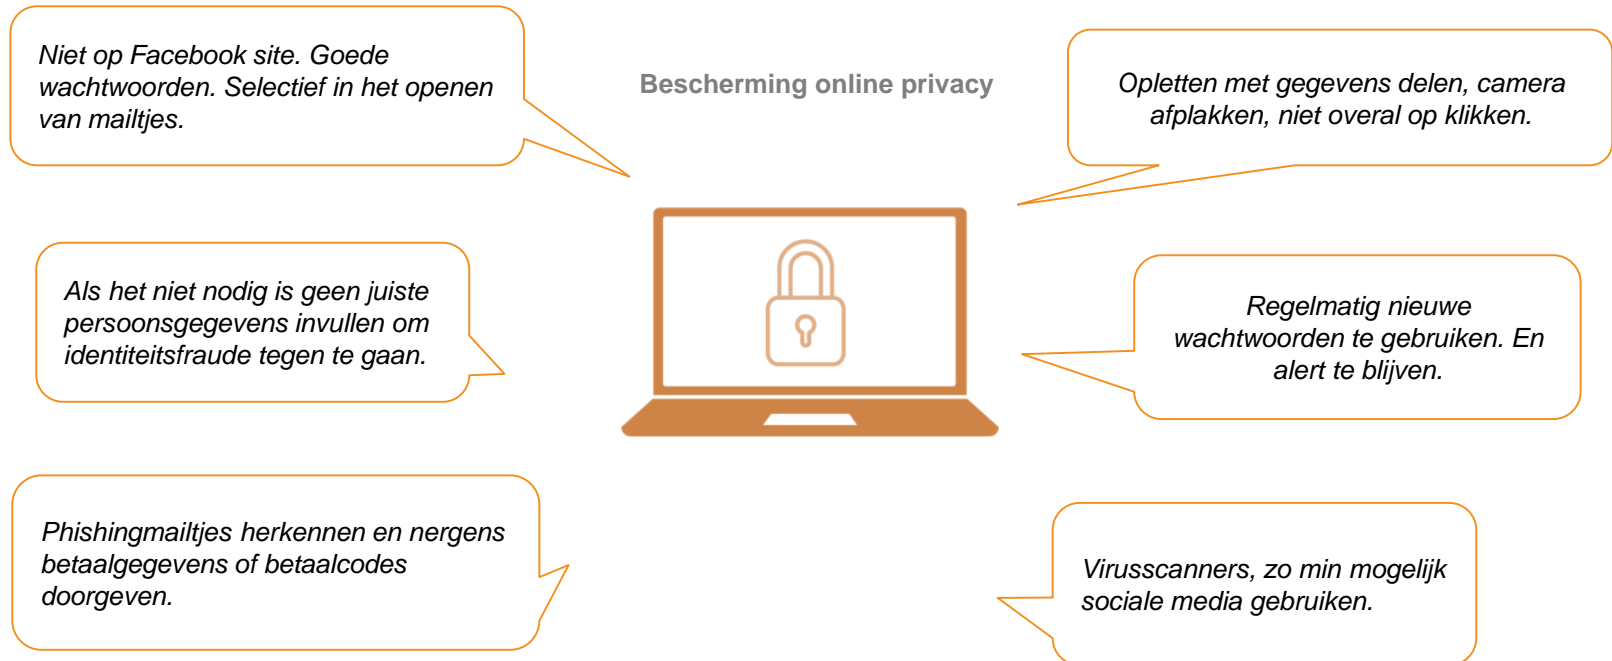 Niet op Facebook site. Goede
wachtwoorden. Selectief in het openen
van mailtjes.
Bescherming online privacy
Opletten met gegevens delen, camera
afplakken, niet overal op klikken.
Als het niet nodig is geen juiste
persoonsgegevens invullen om
identiteitsfraude tegen te gaan.
Regelmatig nieuwe
wachtwoorden te gebruiken. En
alert te blijven.
Phishingmailtjes herkennen en nergens
betaalgegevens of betaalcodes
doorgeven.
Virusscanners, zo min mogelijk
sociale media gebruiken.